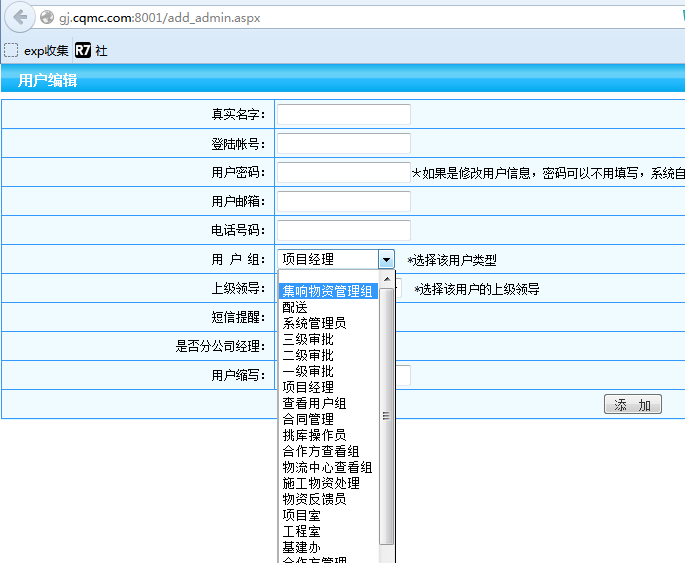 gj.cqmc.com:8001/add_admin.aspx
exp收集 R7 社
用户编辑
真实名字：
登陆帐号：
用户密码： *如果是修改用户信息，密码可以不用填写，系统自
用户邮箱：
电话号码：
用 户 组： 项目经理 *选择该用户类型
上级领导： *选择该用户的上级领导
短信提醒：
是否分公司经理：
用户缩写：
添 加
集响物资管理组
配送
系统管理员
三级审批
二级审批
一级审批
项目经理
查看用户组
合同管理
挑库操作员
合作方查看组
物流中心查看组
施工物资处理
物资反馈员
项目室
工程室
基建办
合作方管理